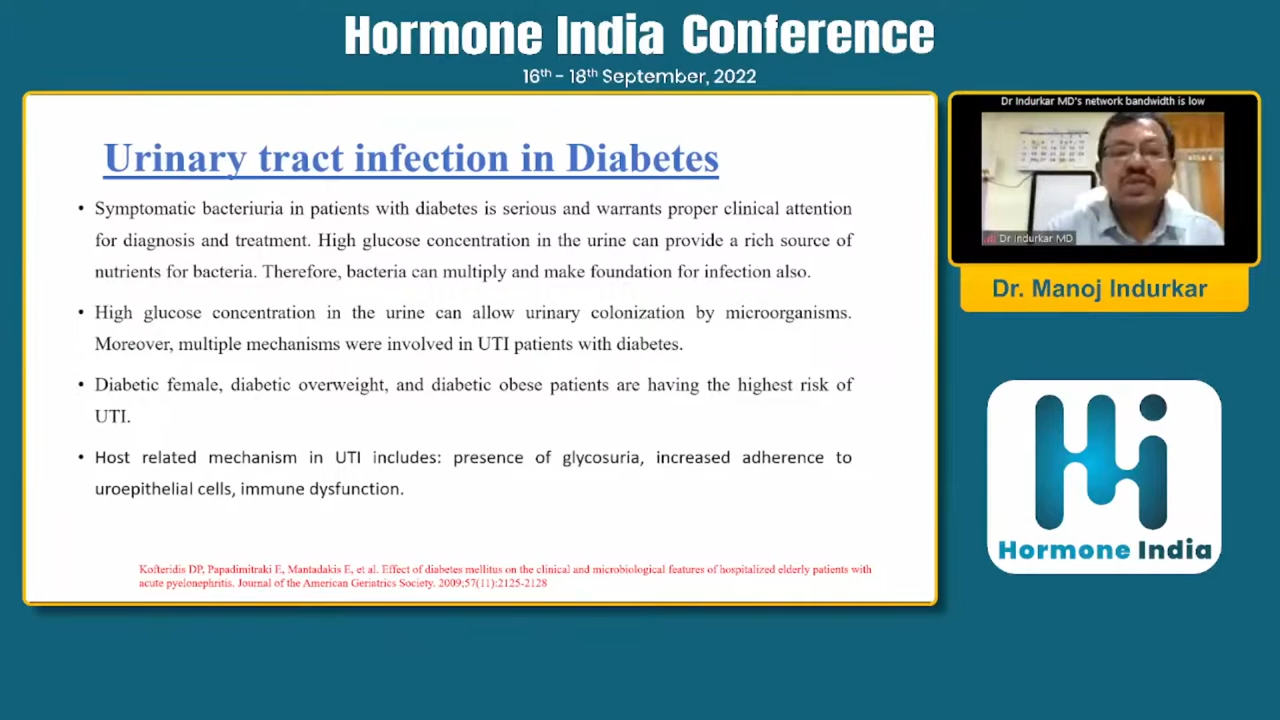 Hormone India Conference
16th - 18th September, 2022
Urinary tract infection in Diabetes
• Symptomatic bacteriuria in patients with diabetes is serious and warrants proper clinical attention
for diagnosis and treatment. High glucose concentration in the urine can provide a rich source of
nutrients for bacteria. Therefore, bacteria can multiply and make foundation for infection also.
• High glucose concentration in the urine can allow urinary colonization by microorganisms.
Moreover, multiple mechanisms were involved in UTI patients with diabetes.
• Diabetic female, diabetic overweight, and diabetic obese patients are having the highest risk of
UTI.
• Host related mechanism in UTI includes: presence of glycosuria, increased adherence to
uroepithelial cells, immune dysfunction.
Kofteridis DP, Papadimitraki E, Mantadakis E, et al. Effect of diabetes mellitus on the clinical and microbiological features of hospitalized elderly patients with
acute pyelonephritis. Journal of the American Geriatrics Society. 2009;57(11):2125-2128
Dr Indurkar MD's network bandwidth is low
Dr Indurkar MD
Dr. Manoj Indurkar
Hi
Hormone India